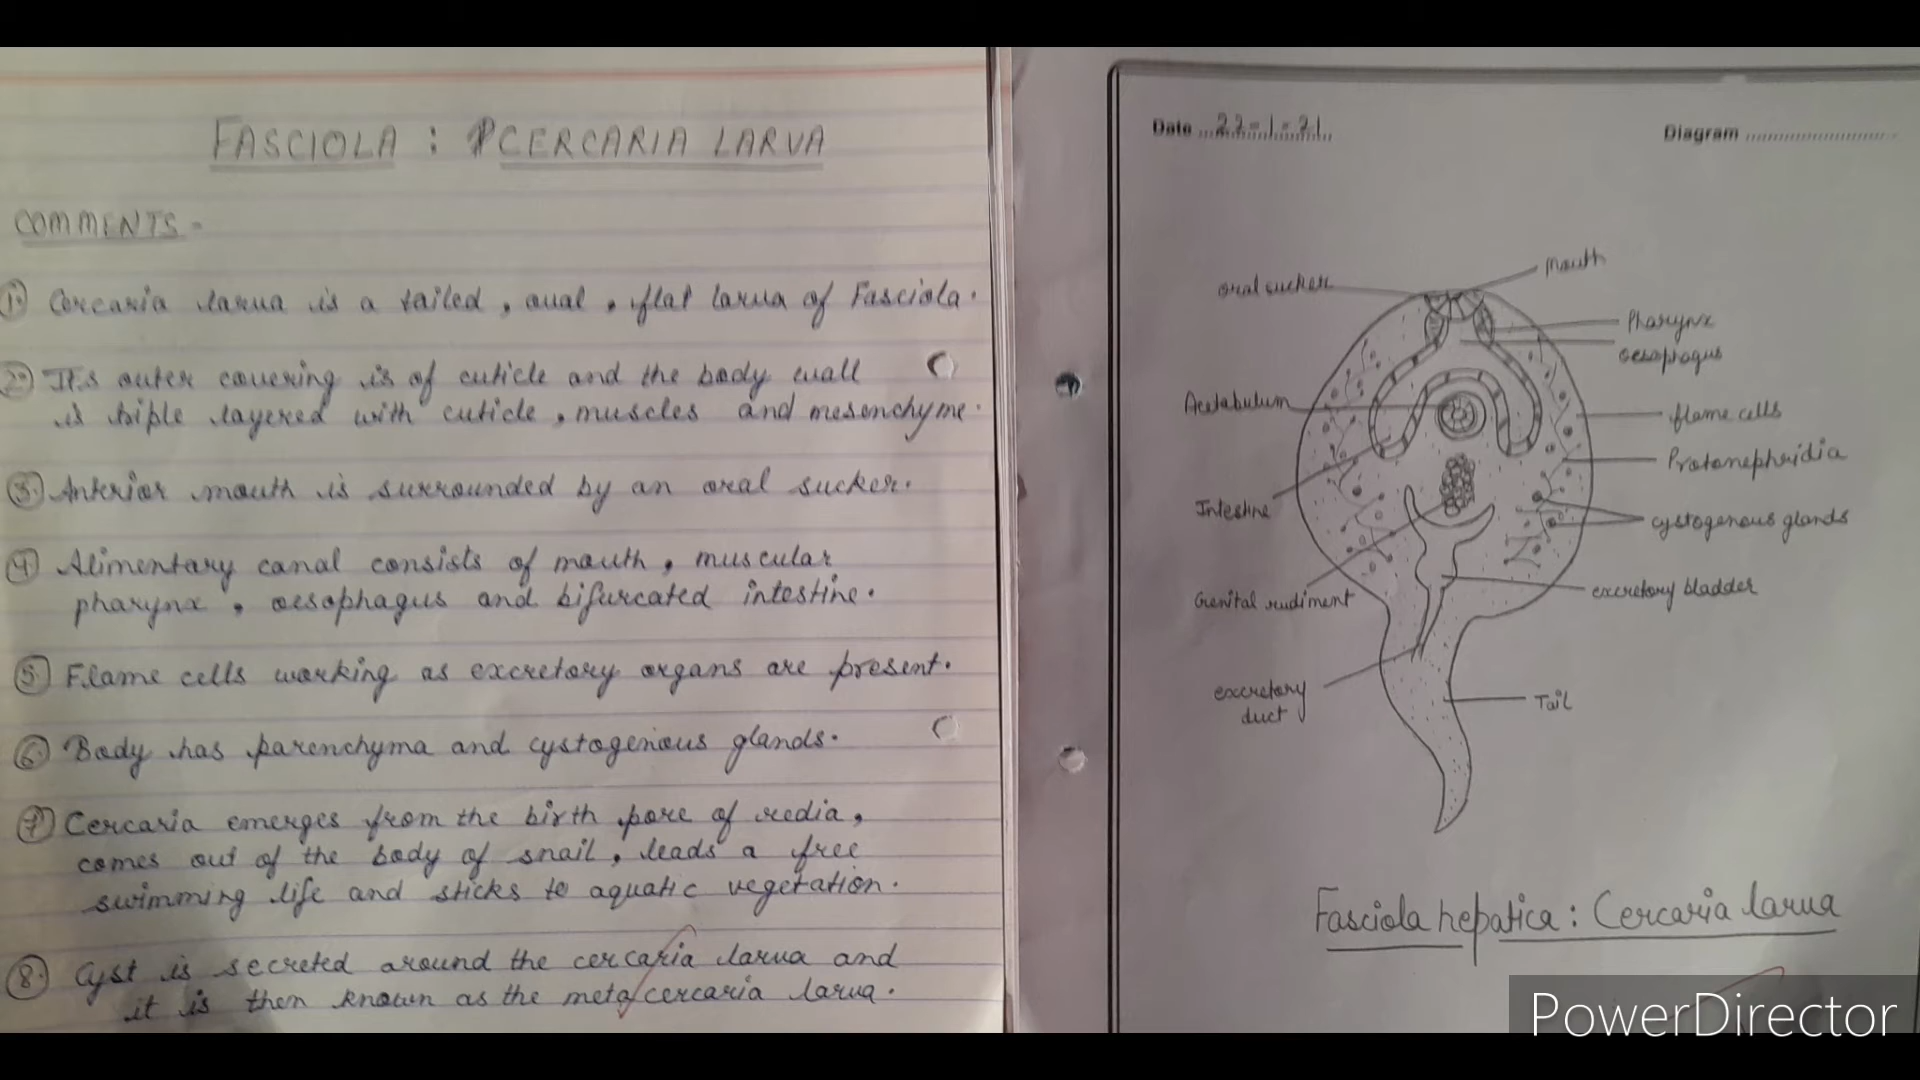 FASCIOLA : CERCARIA LARVA
COMMENTS -
1. Cercaria larva is a tailed, oval, flat larva of Fasciola.
2. Its outer covering is of cuticle and the body wall
is triple layered with cuticle, muscles and mesenchyme.
3. Anterior mouth is surrounded by an oral sucker.
4. Alimentary canal consists of mouth, muscular
pharynx, oesophagus and bifurcated intestine.
5. Flame cells working as excretory organs are present.
6. Body has parenchyma and cystogenous glands.
7. Cercaria emerges from the birth pore of redia,
comes out of the body of snail, leads a free
swimming life and sticks to aquatic vegetation.
8. Cyst is secreted around the cercaria larva and
it is then known as the metacercaria larva.
Date 22-1-21
Diagram
Mouth
oral sucker
Pharynx
oesophagus
Acetabulum
flame cells
Protonephridia
Intestine
cystogenous glands
Genital rudiment
excretory bladder
excretory
duct
Tail
Fasciola hepatica : Cercaria larva
PowerDirector